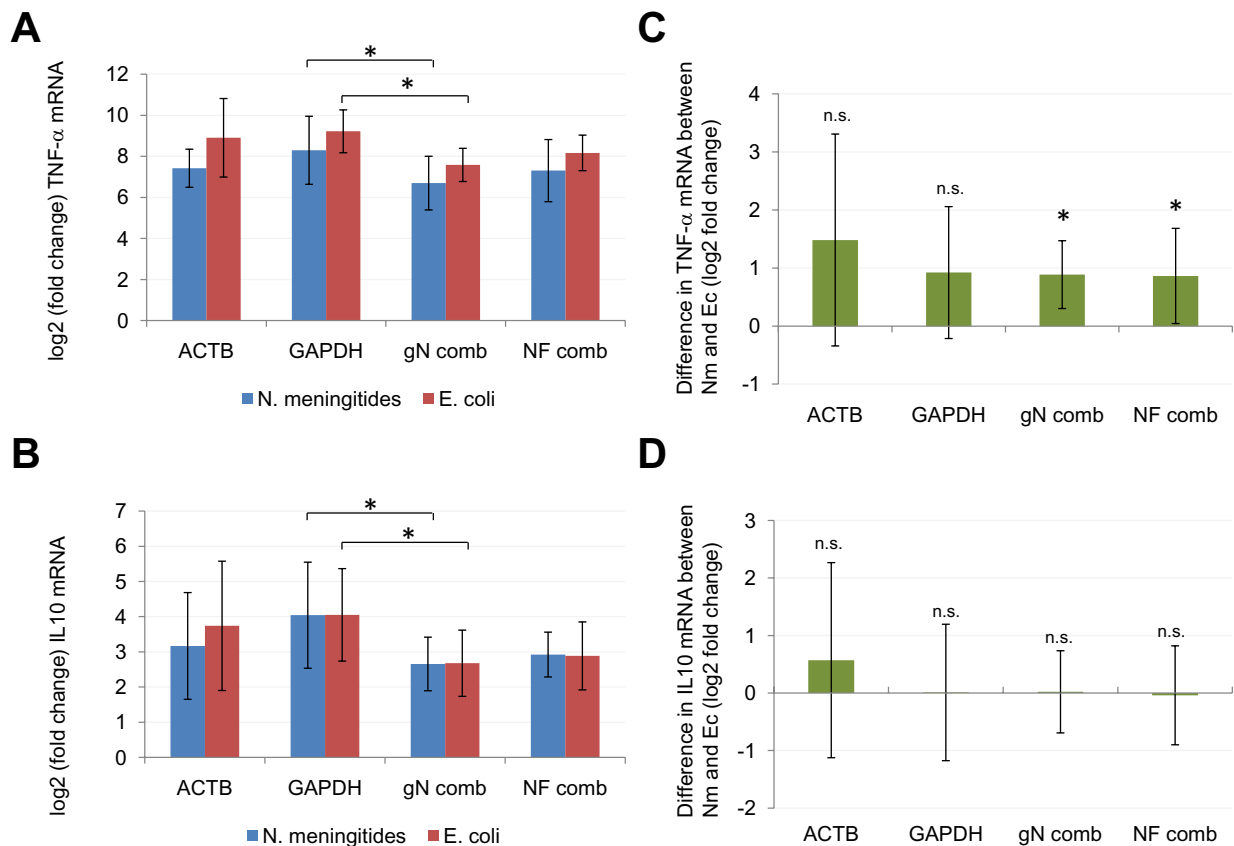 A
log2 (fold change) TNF-α mRNA
12
10
8
6
4
2
0
* 
*
ACTB GAPDH gN comb NF comb
N. meningitides E. coli
B
log2 (fold change) IL10 mRNA
7
6
5
4
3
2
1
0
*
*
ACTB GAPDH gN comb NF comb
N. meningitides E. coli
C
Difference in TNF-α mRNA between
Nm and Ec (log2 fold change)
4
3
2
1
0
-1
n.s. n.s. * *
ACTB GAPDH gN comb NF comb
D
Difference in IL10 mRNA between
Nm and Ec (log2 fold change)
3
2
1
0
-1
-2
n.s. n.s. n.s. n.s.
ACTB GAPDH gN comb NF comb